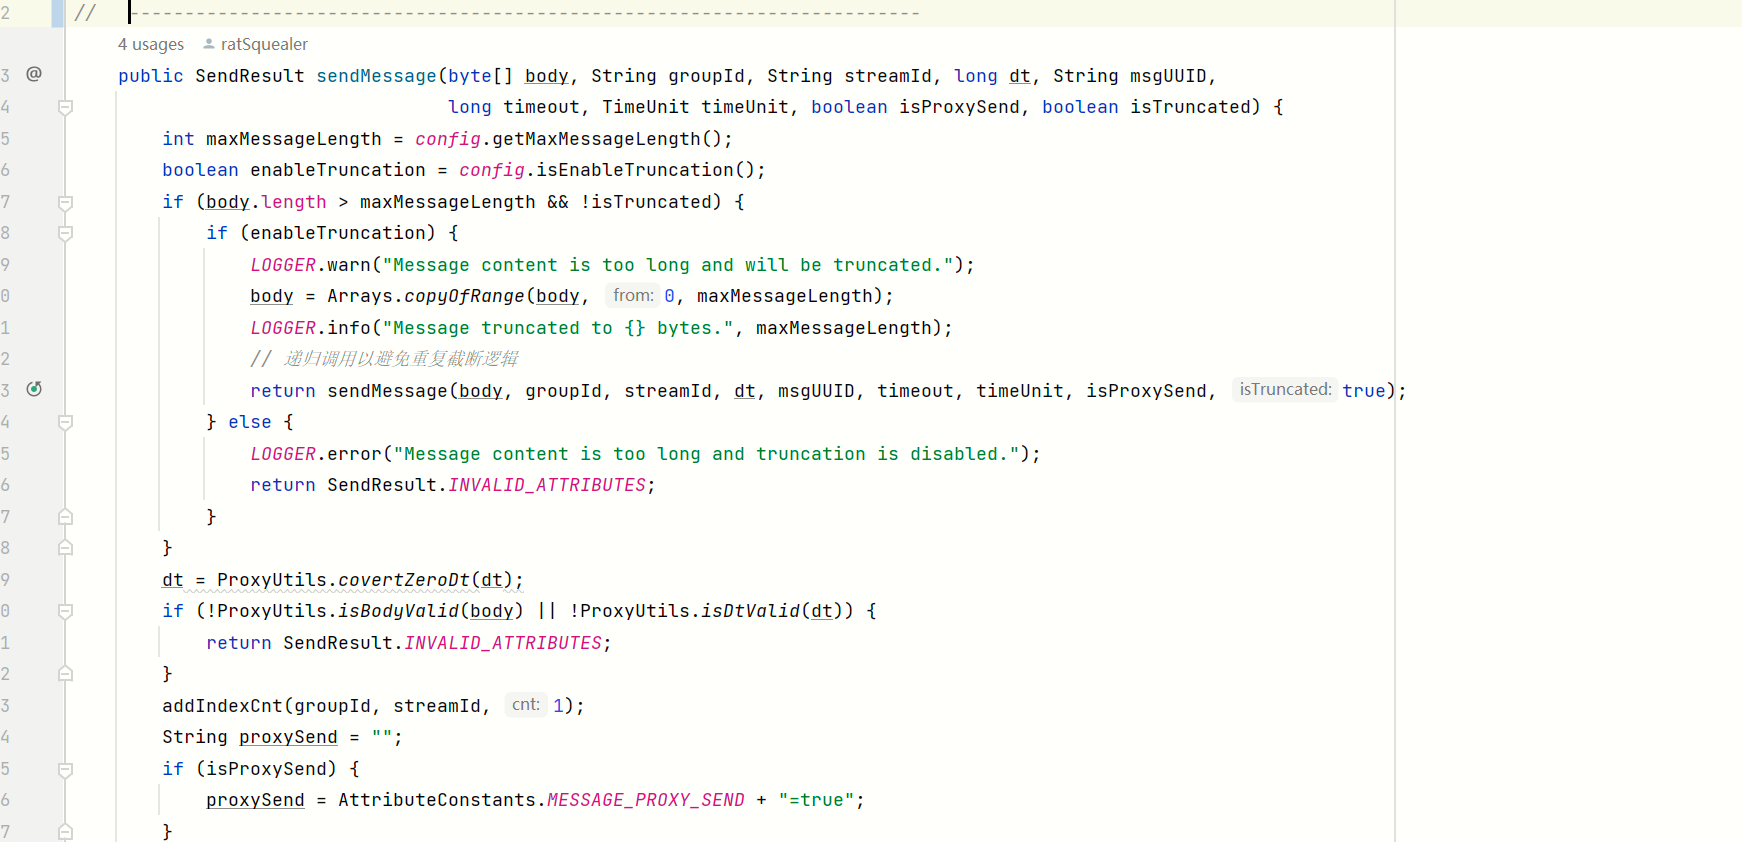 2 // ------------------------------------------------------------------------
4 usages ratSquealer
3 @ public SendResult sendMessage(byte[] body, String groupId, String streamId, long dt, String msgUUID,
4 long timeout, TimeUnit timeUnit, boolean isProxySend, boolean isTruncated) {
5 int maxMessageLength = config.getMaxMessageLength();
6 boolean enableTruncation = config.isEnableTruncation();
7 if (body.length > maxMessageLength && !isTruncated) {
8 if (enableTruncation) {
9 LOGGER.warn("Message content is too long and will be truncated.");
0 body = Arrays.copyOfRange(body, from: 0, maxMessageLength);
1 LOGGER.info("Message truncated to {} bytes.", maxMessageLength);
2 // 递归调用以避免重复截断逻辑
3 return sendMessage(body, groupId, streamId, dt, msgUUID, timeout, timeUnit, isProxySend, isTruncated: true);
4 } else {
5 LOGGER.error("Message content is too long and truncation is disabled.");
6 return SendResult.INVALID_ATTRIBUTES;
7 }
8 }
9 dt = ProxyUtils.covertZeroDt(dt);
0 if (!ProxyUtils.isBodyValid(body) || !ProxyUtils.isDtValid(dt)) {
1 return SendResult.INVALID_ATTRIBUTES;
2 }
3 addIndexCnt(groupId, streamId, cnt: 1);
4 String proxySend = "";
5 if (isProxySend) {
6 proxySend = AttributeConstants.MESSAGE_PROXY_SEND + "=true";
7 }